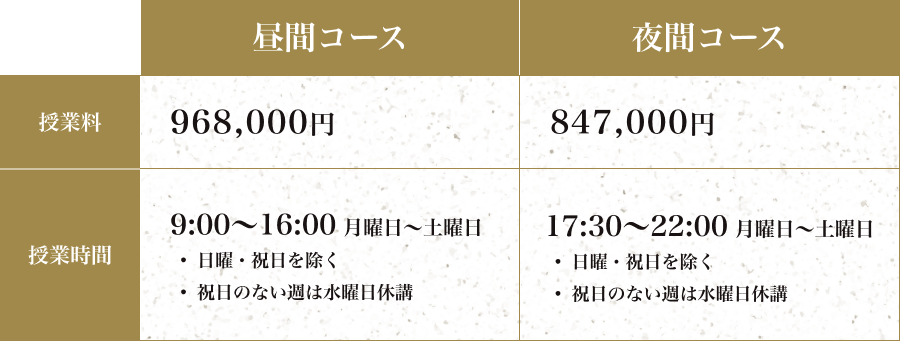 昼間コース
夜間コース
授業料
968,000円
847,000円
授業時間
9:00〜16:00 月曜日〜土曜日
・ 日曜・祝日を除く
・ 祝日のない週は水曜日休講
17:30〜22:00 月曜日〜土曜日
・ 日曜・祝日を除く
・ 祝日のない週は水曜日休講